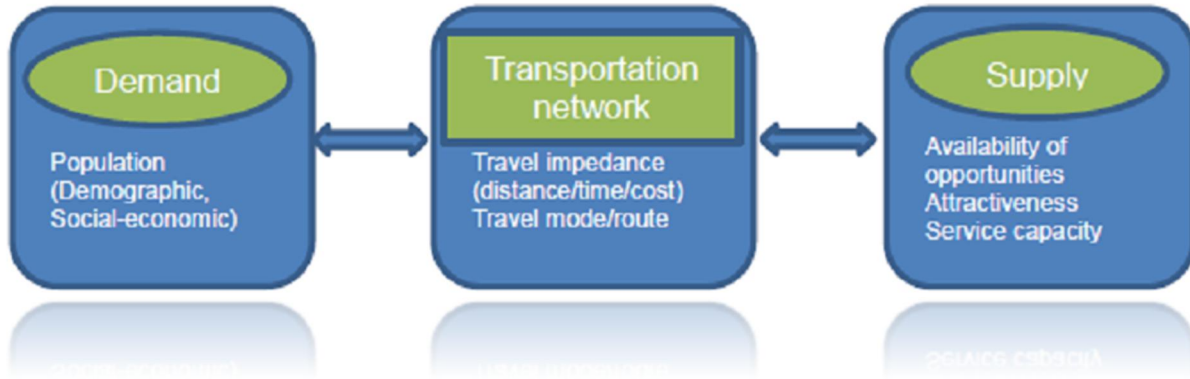 Demand
Population
(Demographic,
Social-economic)
Transportation
network
Travel impedance
(distance/time/cost)
Travel mode/route
Supply
Availability of
opportunities
Attractiveness
Service capacity